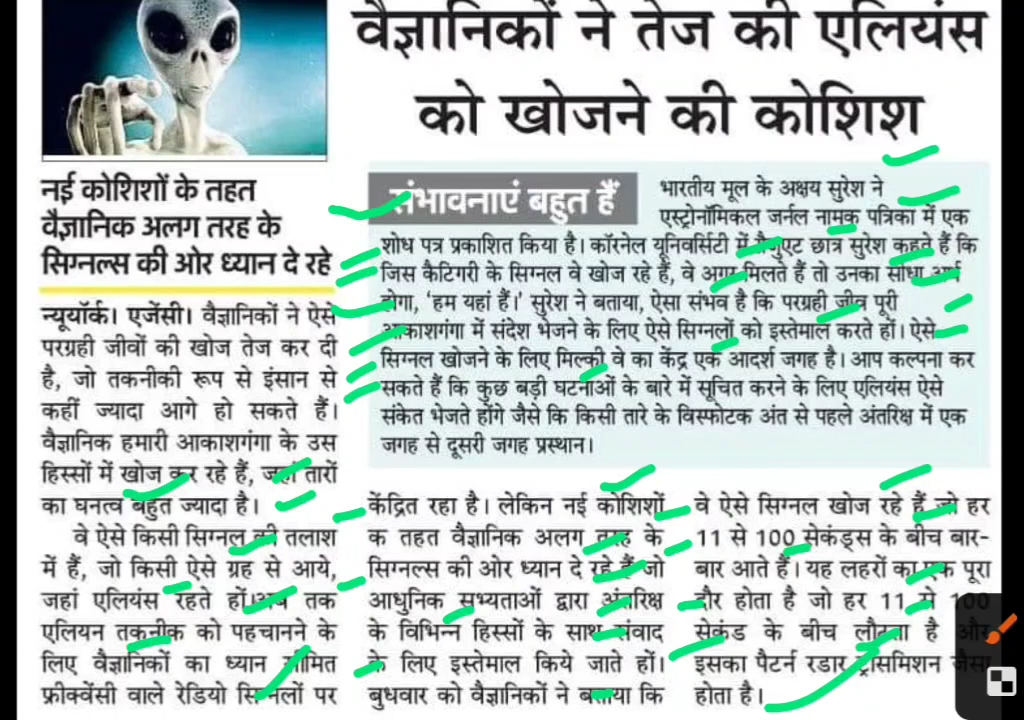 वैज्ञानिकों ने तेज की एलियंस
को खोजने की कोशिश
नई कोशिशों के तहत
वैज्ञानिक अलग तरह के
सिग्नल्स की ओर ध्यान दे रहे
न्यूयॉर्क। एजेंसी। वैज्ञानिकों ने ऐसे
परग्रही जीवों की खोज तेज कर दी
है, जो तकनीकी रूप से इंसान से
कहीं ज्यादा आगे हो सकते हैं।
वैज्ञानिक हमारी आकाशगंगा के उस
हिस्सों में खोज कर रहे हैं, जहां तारों
का घनत्व बहुत ज्यादा है।
वे ऐसे किसी सिग्नल की तलाश
में हैं, जो किसी ऐसे ग्रह से आये,
जहां एलियंस रहते हों। अब तक
एलियन तकनीक को पहचानने के
लिए वैज्ञानिकों का ध्यान सीमित
फ्रीक्वेंसी वाले रेडियो सिग्नलों पर
संभावनाएं बहुत हैं
भारतीय मूल के अक्षय सुरेश ने
एस्ट्रोनॉमिकल जर्नल नामक पत्रिका में एक
शोध पत्र प्रकाशित किया है। कॉरनेल यूनिवर्सिटी में ग्रैजुएट छात्र सुरेश कहते हैं कि
जिस कैटिगरी के सिग्नल वे खोज रहे हैं, वे अगर मिलते हैं तो उनका सीधा अर्थ
होगा, ‘हम यहां हैं।’ सुरेश ने बताया, ऐसा संभव है कि परग्रही जीव पूरी
आकाशगंगा में संदेश भेजने के लिए ऐसे सिग्नलों को इस्तेमाल करते हों। ऐसे
सिग्नल खोजने के लिए मिल्की वे का केंद्र एक आदर्श जगह है। आप कल्पना कर
सकते हैं कि कुछ बड़ी घटनाओं के बारे में सूचित करने के लिए एलियंस ऐसे
संकेत भेजते होंगे जैसे कि किसी तारे के विस्फोटक अंत से पहले अंतरिक्ष में एक
जगह से दूसरी जगह प्रस्थान।
केंद्रित रहा है। लेकिन नई कोशिशों
क तहत वैज्ञानिक अलग तरह के
सिग्नल्स की ओर ध्यान दे रहे हैं जो
आधुनिक सभ्यताओं द्वारा अंतरिक्ष
के विभिन्न हिस्सों के साथ संवाद
के लिए इस्तेमाल किये जाते हों।
बुधवार को वैज्ञानिकों ने बताया कि
वे ऐसे सिग्नल खोज रहे हैं जो हर
11 से 100 सेकंड्स के बीच बार-
बार आते हैं। यह लहरों का एक पूरा
दौर होता है जो हर 11 से 100
सेकंड के बीच लौटता है और
इसका पैटर्न रडार ट्रांसमिशन जैसा
होता है।